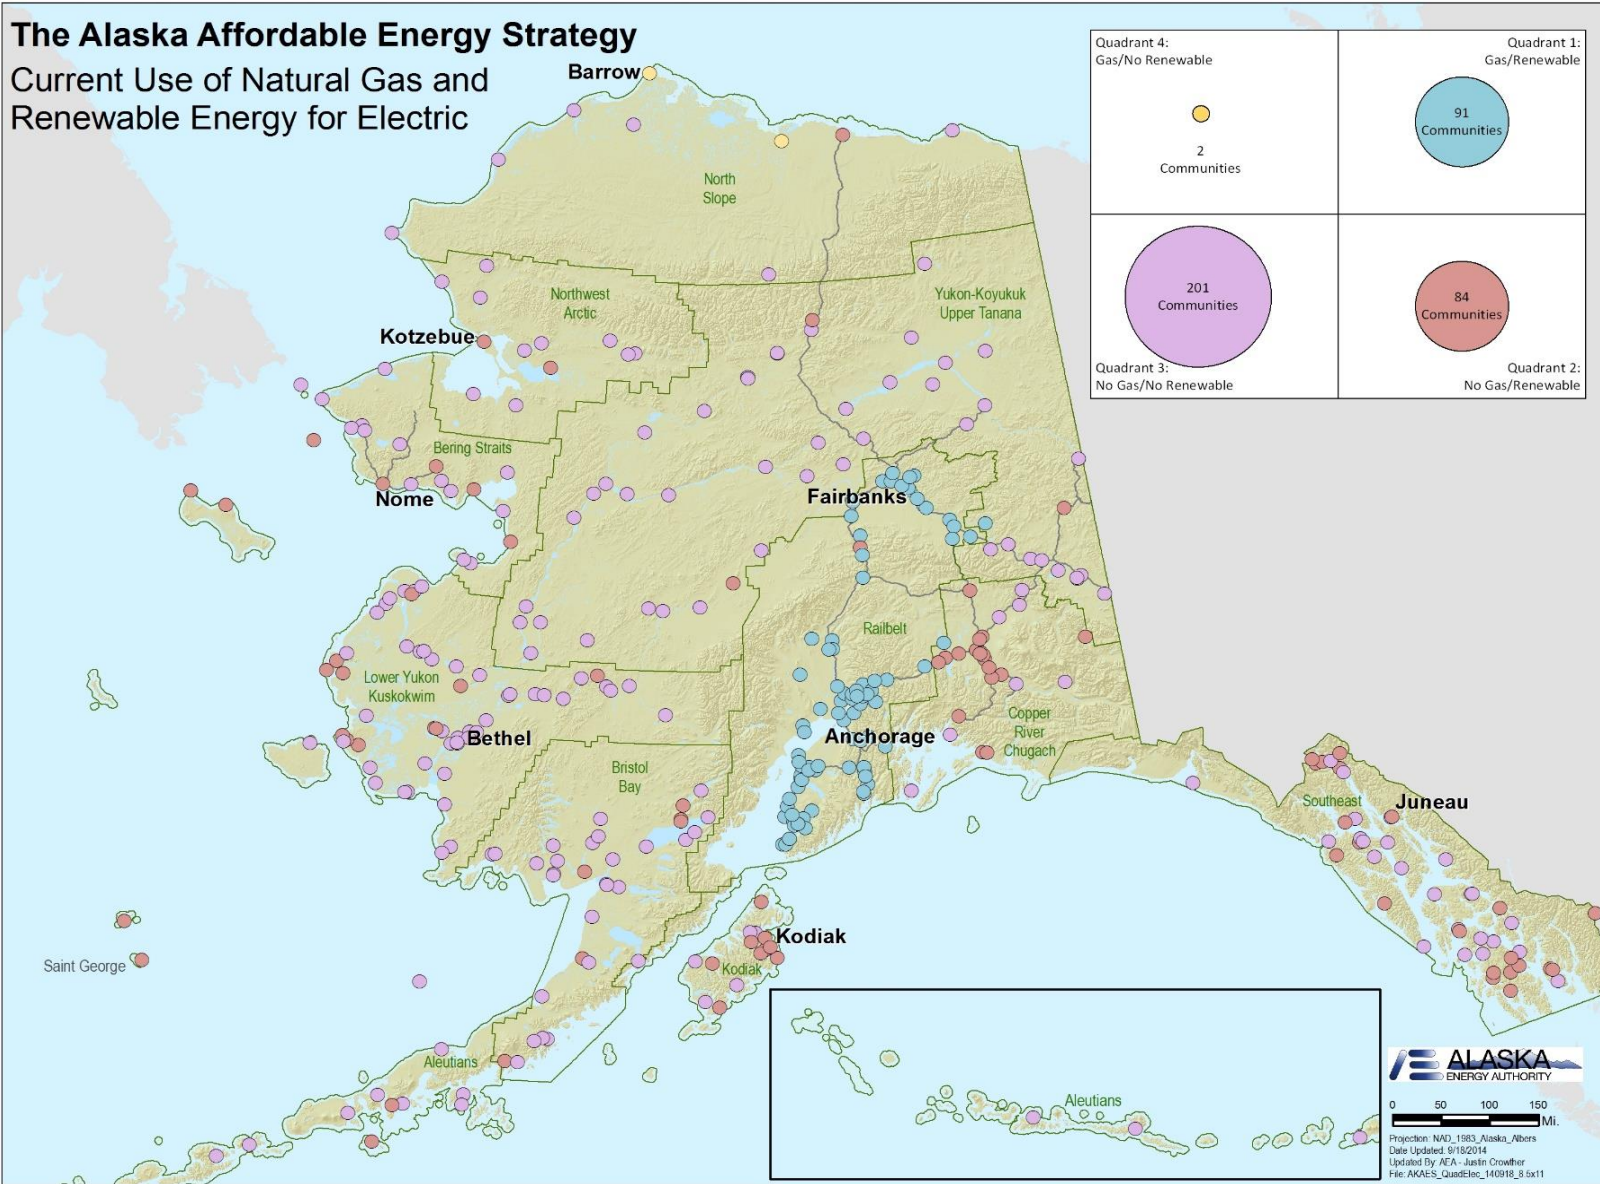 The Alaska Affordable Energy Strategy
Current Use of Natural Gas and
Renewable Energy for Electric
Quadrant 4:
Gas/No Renewable
2
Communities
Quadrant 1:
Gas/Renewable
91
Communities
201
Communities
Quadrant 3:
No Gas/No Renewable
84
Communities
Quadrant 2:
No Gas/Renewable
Barrow
North
Slope
Northwest
Arctic
Yukon-Koyukuk
Upper Tanana
Kotzebue
Bering Straits
Nome
Fairbanks
Railbelt
Lower Yukon
Kuskokwim
Bethel
Anchorage
Copper
River
Chugach
Bristol
Bay
Southeast
Juneau
Kodiak
Kodiak
Saint George
Aleutians
Aleutians
ALASKA
ENERGY AUTHORITY
0 50 100 150
Mi.
Projection: NAD_1983_Alaska_Albers
Date Updated: 9/18/2014
Updated By: AEA - Justin Crowther
File: AKAES_QuadElec_140918_8.5x11